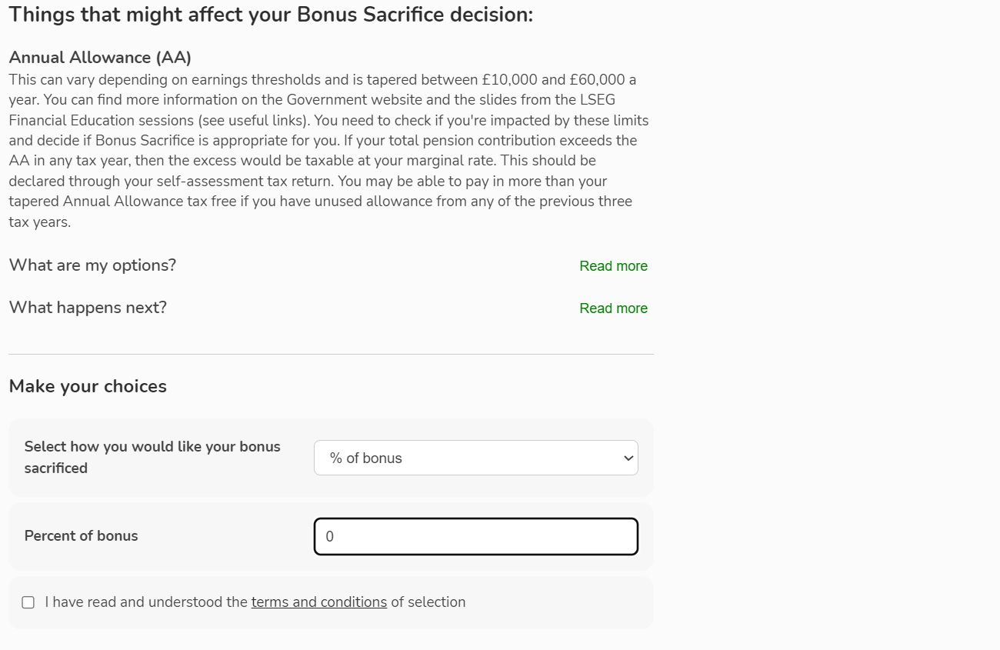 Things that might affect your Bonus Sacrifice decision:
Annual Allowance (AA)
This can vary depending on earnings thresholds and is tapered between £10,000 and £60,000 a
year. You can find more information on the Government website and the slides from the LSEG
Financial Education sessions (see useful links). You need to check if you're impacted by these limits
and decide if Bonus Sacrifice is appropriate for you. If your total pension contribution exceeds the
AA in any tax year, then the excess would be taxable at your marginal rate. This should be
declared through your self-assessment tax return. You may be able to pay in more than your
tapered Annual Allowance tax free if you have unused allowance from any of the previous three
tax years.
What are my options? Read more
What happens next? Read more
Make your choices
Select how you would like your bonus
sacrificed
% of bonus
Percent of bonus
0
I have read and understood the terms and conditions of selection